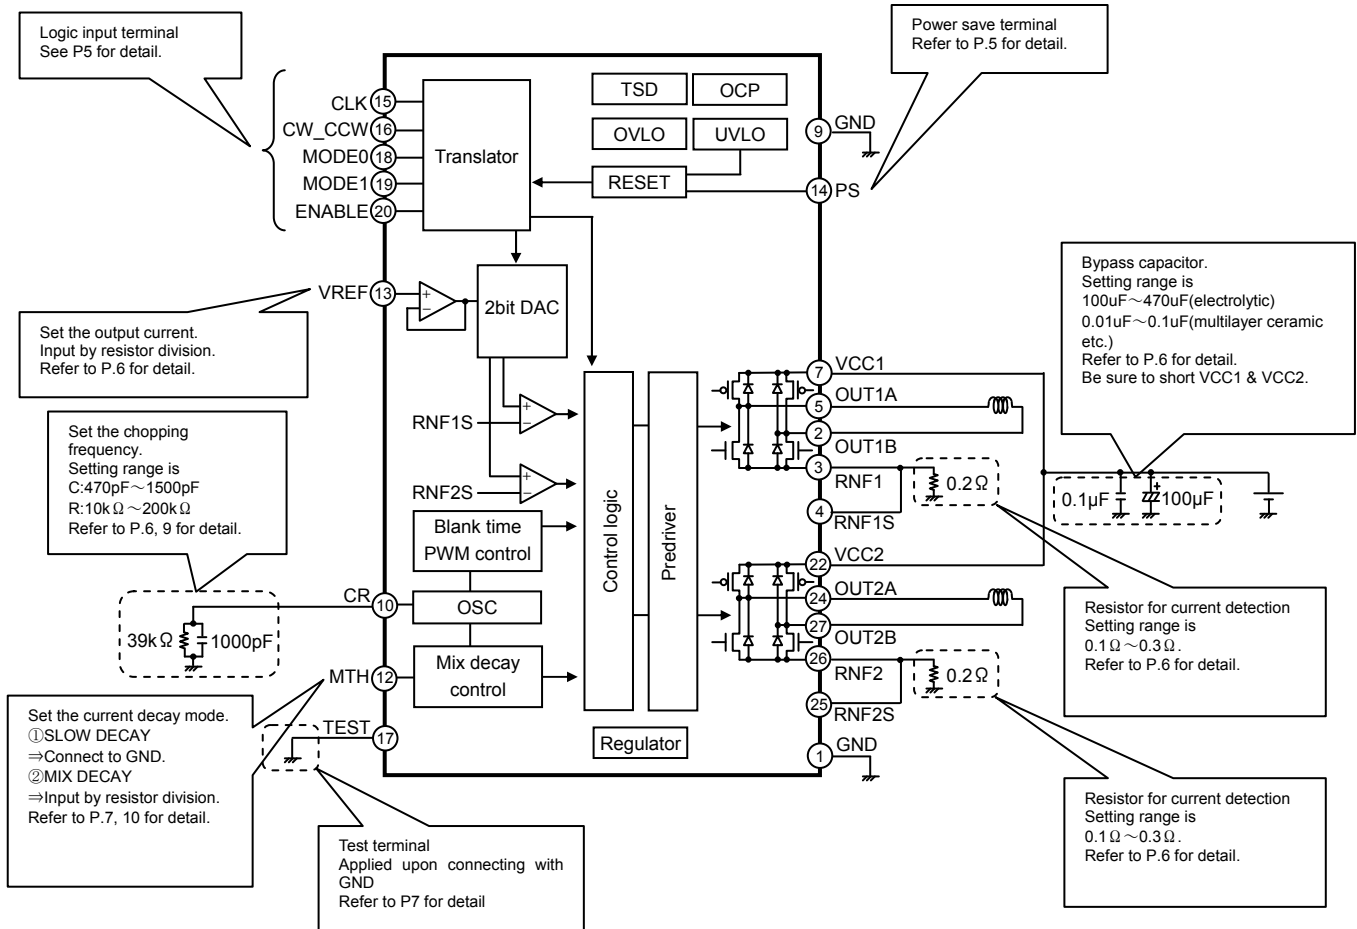 Logic input terminal
See P5 for detail.
Power save terminal
Refer to P.5 for detail.
CLK 15
CW_CCW 16
MODE0 18
MODE1 19
ENABLE 20
Translator
TSD
OCP
OVLO
UVLO
RESET
9 GND
14 PS
VREF 13
+
−
2bit DAC
Set the output current.
Input by resistor division.
Refer to P.6 for detail.
Bypass capacitor.
Setting range is
100uF～470uF(electrolytic)
0.01uF～0.1uF(multilayer ceramic
etc.)
Refer to P.6 for detail.
Be sure to short VCC1 & VCC2.
Set the chopping
frequency.
Setting range is
C:470pF～1500pF
R:10kΩ～200kΩ
Refer to P.6, 9 for detail.
RNF1S
+
−
RNF2S
+
−
Blank time
PWM control
OSC
Mix decay
control
Control logic
Predriver
Regulator
7 VCC1
5 OUT1A
2 OUT1B
3 RNF1
4 RNF1S
0.2Ω
0.1µF
+
100µF
22 VCC2
24 OUT2A
27 OUT2B
26 RNF2
25 RNF2S
0.2Ω
1 GND
CR 10
39kΩ
1000pF
MTH 12
TEST 17
Set the current decay mode.
①SLOW DECAY
⇒Connect to GND.
②MIX DECAY
⇒Input by resistor division.
Refer to P.7, 10 for detail.
Test terminal
Applied upon connecting with
GND
Refer to P7 for detail
Resistor for current detection
Setting range is
0.1Ω～0.3Ω.
Refer to P.6 for detail.
Resistor for current detection
Setting range is
0.1Ω～0.3Ω.
Refer to P.6 for detail.